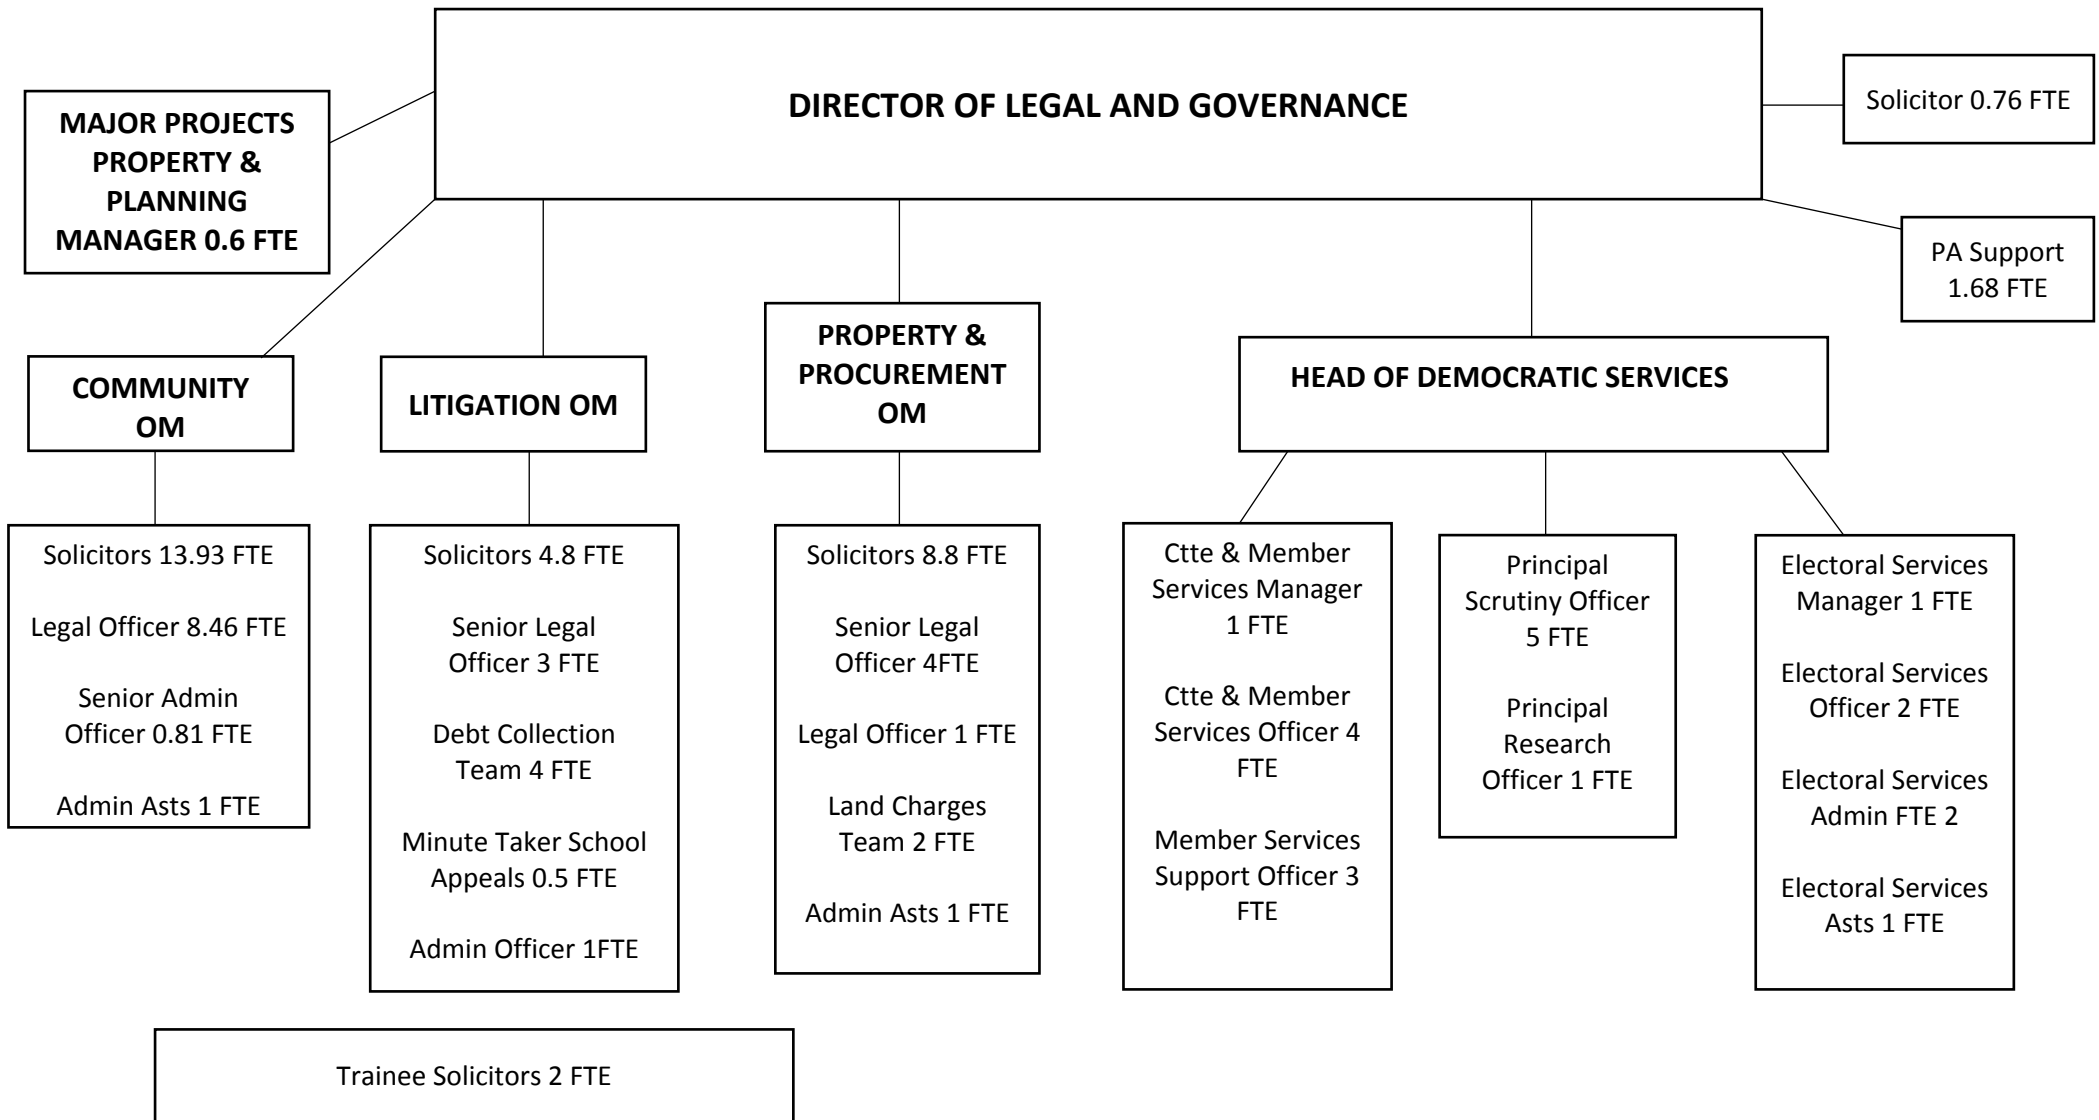 DIRECTOR OF LEGAL AND GOVERNANCE
MAJOR PROJECTS
PROPERTY &
PLANNING
MANAGER 0.6 FTE
Solicitor 0.76 FTE
PA Support
1.68 FTE
COMMUNITY
OM
LITIGATION OM
PROPERTY &
PROCUREMENT
OM
HEAD OF DEMOCRATIC SERVICES
Solicitors 13.93 FTE
Legal Officer 8.46 FTE
Senior Admin
Officer 0.81 FTE
Admin Asts 1 FTE
Solicitors 4.8 FTE
Senior Legal
Officer 3 FTE
Debt Collection
Team 4 FTE
Minute Taker School
Appeals 0.5 FTE
Admin Officer 1FTE
Solicitors 8.8 FTE
Senior Legal
Officer 4FTE
Legal Officer 1 FTE
Land Charges
Team 2 FTE
Admin Asts 1 FTE
Ctte & Member
Services Manager
1 FTE
Ctte & Member
Services Officer 4
FTE
Member Services
Support Officer 3
FTE
Principal
Scrutiny Officer
5 FTE
Principal
Research
Officer 1 FTE
Electoral Services
Manager 1 FTE
Electoral Services
Officer 2 FTE
Electoral Services
Admin FTE 2
Electoral Services
Asts 1 FTE
Trainee Solicitors 2 FTE